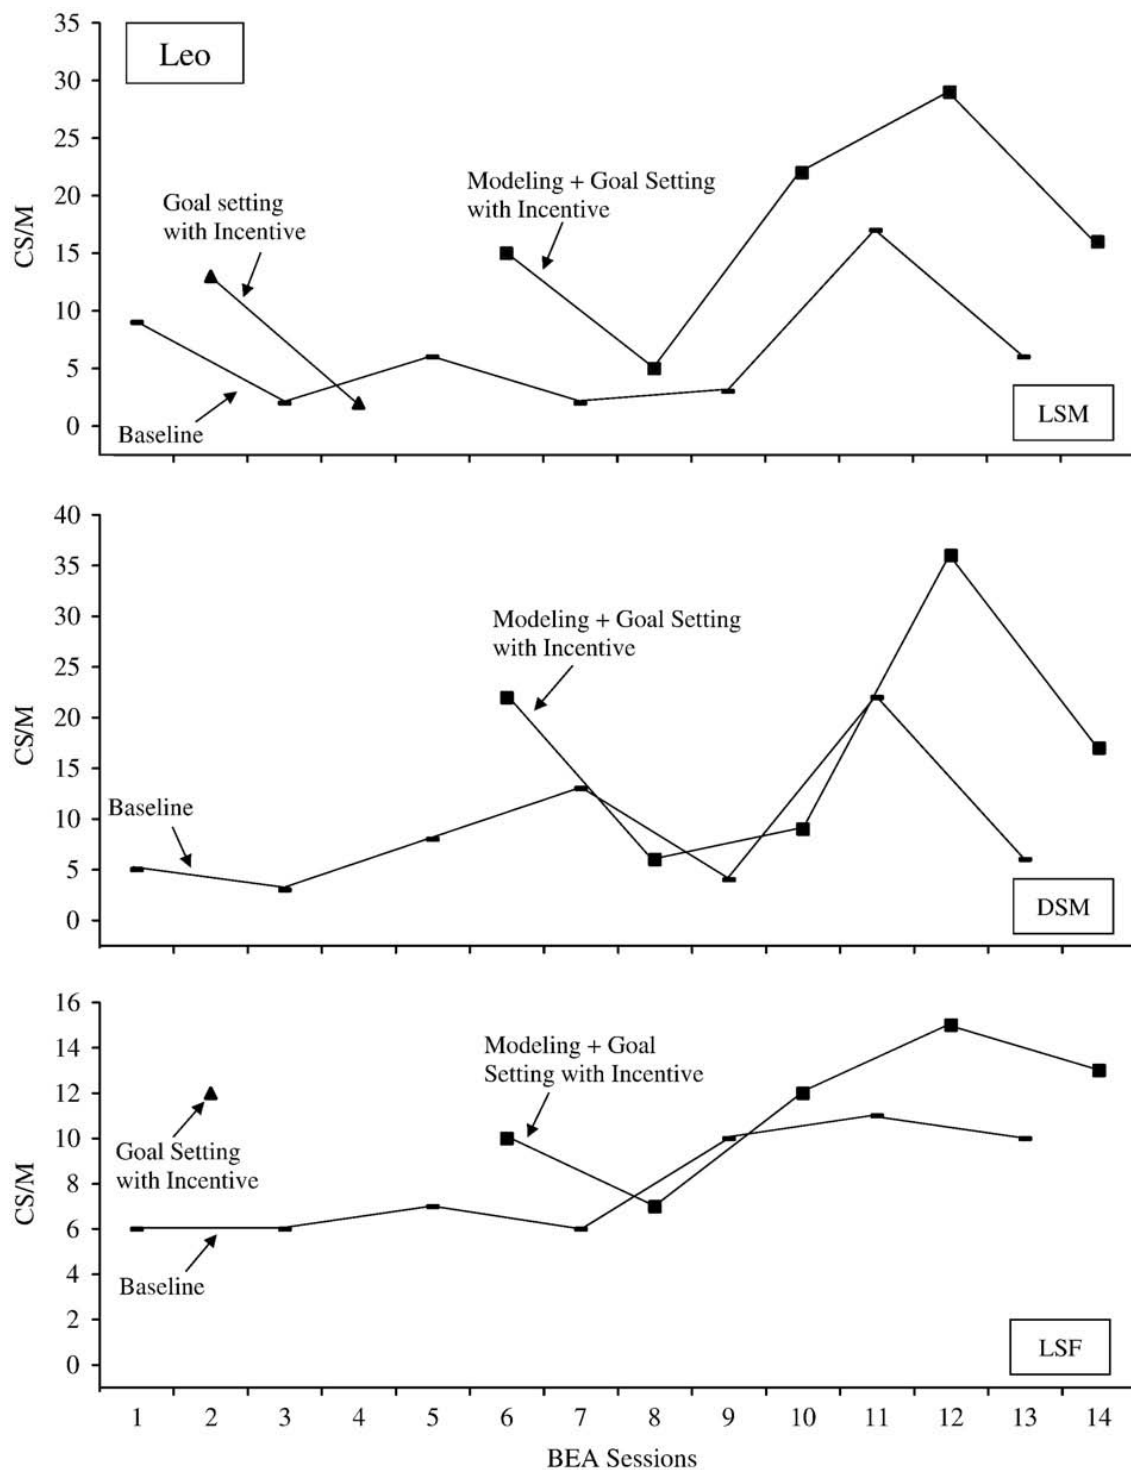 35
Leo
30
25
20
15
10
5
0
CS/M
Goal setting
with Incentive
Modeling + Goal Setting
with Incentive
Baseline
LSM
40
35
30
25
20
15
10
5
0
CS/M
Modeling + Goal Setting
with Incentive
Baseline
DSM
16
14
12
10
8
6
4
2
0
CS/M
Modeling + Goal
Setting with Incentive
Goal Setting
with Incentive
Baseline
LSF
1 2 3 4 5 6 7 8 9 10 11 12 13 14
BEA Sessions